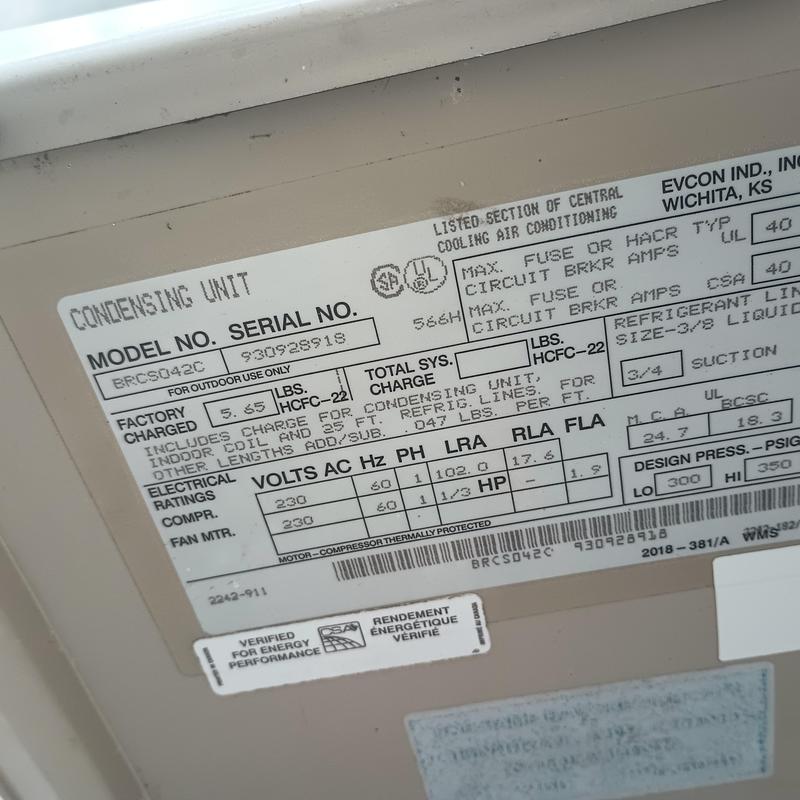 LISTED SECTION OF CENTRAL
COOLING AIR CONDITIONING
EVCON IND., INC
WICHITA, KS
CONDENSING UNIT
SA UL
566H
MAX. FUSE OR HACR TYP
CIRCUIT BRKR AMPS UL 40
MAX. FUSE OR
CIRCUIT BRKR AMPS CSA 40
MODEL NO. SERIAL NO.
BRCS042C 930928918
FOR OUTDOOR USE ONLY
FACTORY CHARGED 5.65 LBS. HCFC-22
TOTAL SYS. CHARGE LBS. HCFC-22
REFRIGERANT LIN
SIZE-3/8 LIQUID
3/4 SUCTION
INCLUDES CHARGE FOR CONDENSING UNIT,
INDOOR COIL AND 25 FT. REFRIG. LINES. FOR
OTHER LENGTHS ADD/SUB. .047 LBS. PER FT.
M.C.A. UL BCSC
24.7 18.3
ELECTRICAL RATINGS VOLTS AC Hz PH LRA RLA FLA
COMPR. 230 60 1 102.0 17.6
FAN MTR. 230 60 1 1/3 HP - 1.9
DESIGN PRESS.-PSIG
LO 300 HI 350
MOTOR-COMPRESSOR THERMALLY PROTECTED
BRCS042C 930928918
2018-381/A WMS
2242-911
VERIFIED
FOR ENERGY
PERFORMANCE
CSA
RENDEMENT
ÉNERGÉTIQUE
VÉRIFIÉ